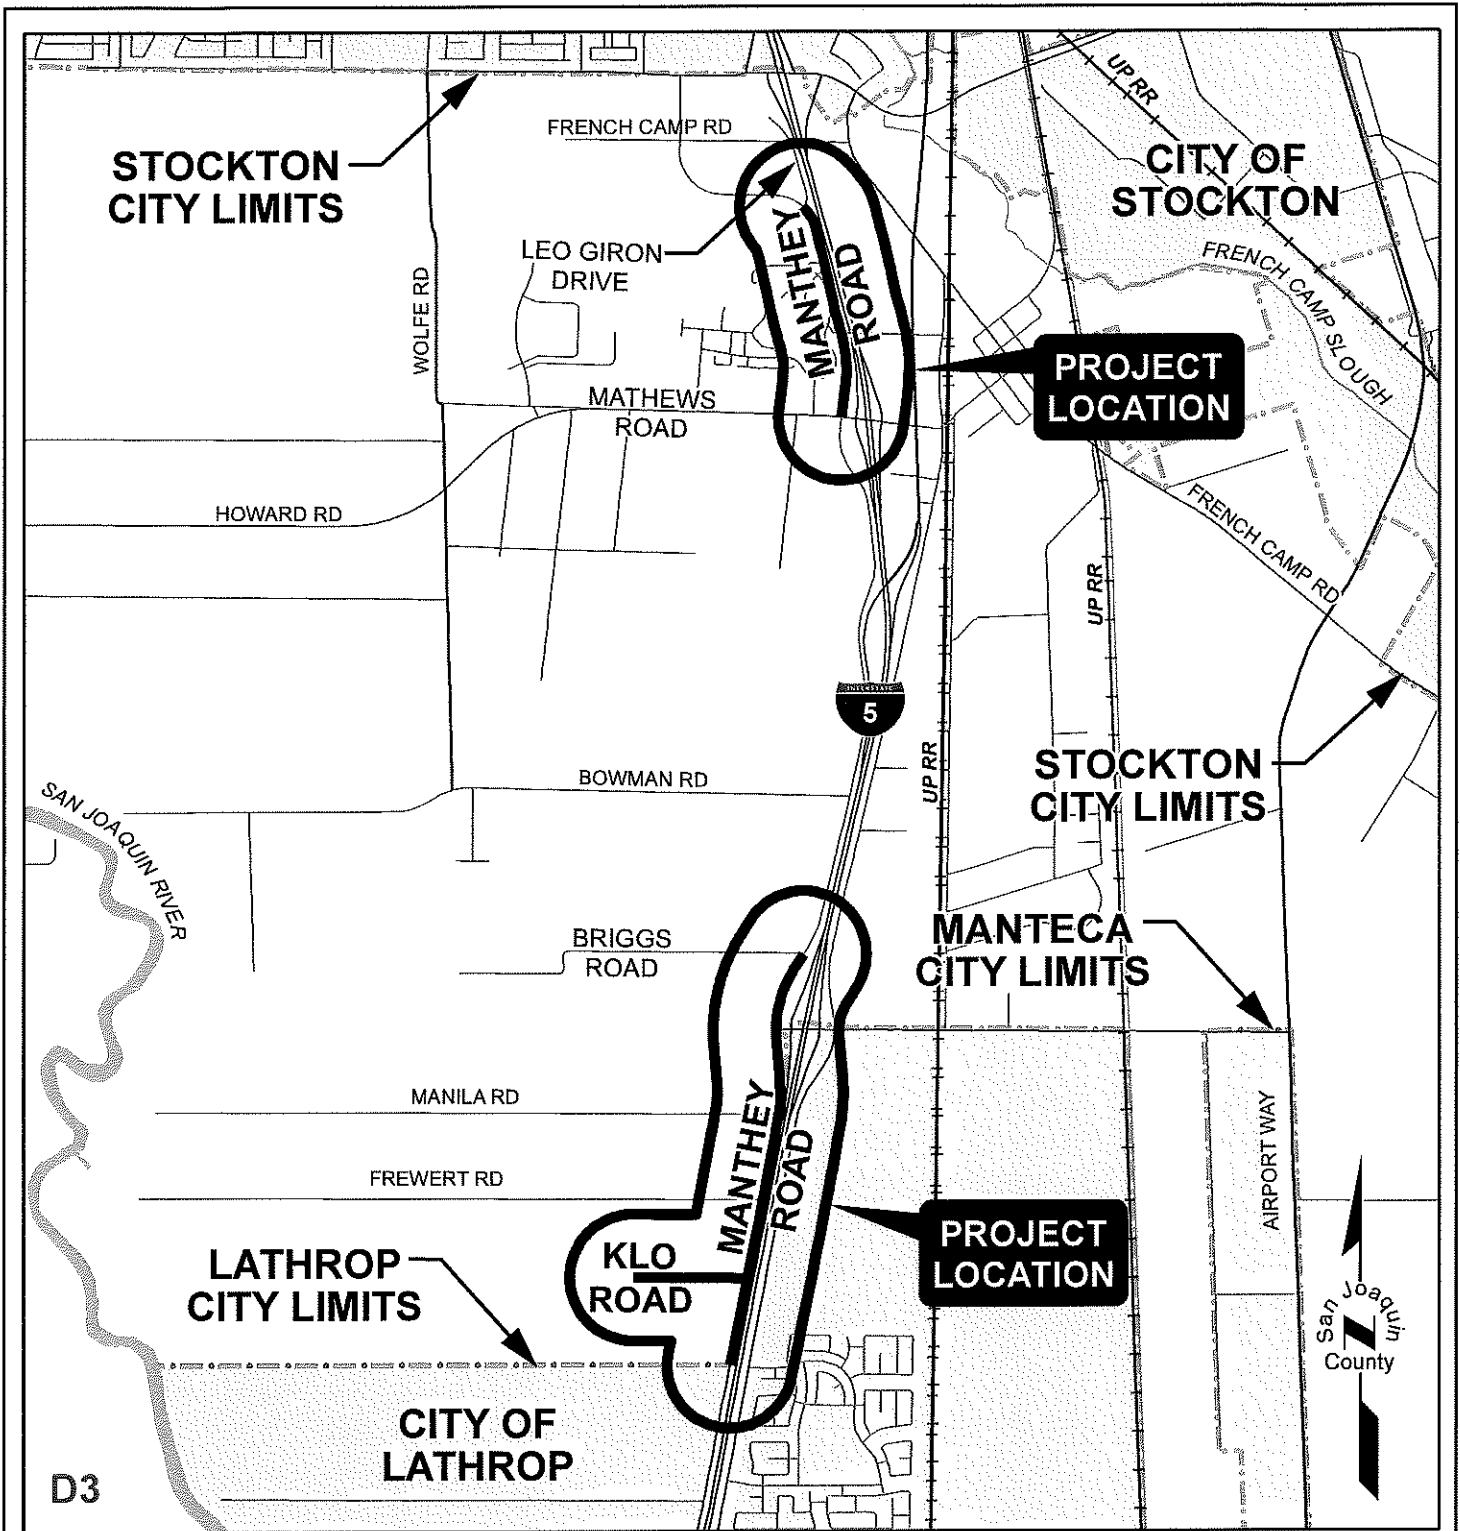 UP RR
FRENCH CAMP RD
STOCKTON
CITY LIMITS
CITY OF
STOCKTON
LEO GIRON
DRIVE
MANTHEY
ROAD
WOLFE RD
FRENCH CAMP SLOUGH
PROJECT
LOCATION
MATHEWS
ROAD
HOWARD RD
FRENCH CAMP RD
UP RR
INTERSTATE
5
UP RR
STOCKTON
CITY LIMITS
BOWMAN RD
SAN JOAQUIN RIVER
MANTECA
CITY LIMITS
BRIGGS
ROAD
MANILA RD
MANTHEY
ROAD
AIRPORT WAY
FREWERT RD
PROJECT
LOCATION
KLO
ROAD
LATHROP
CITY LIMITS
San Joaquin
County
CITY OF
LATHROP
D3